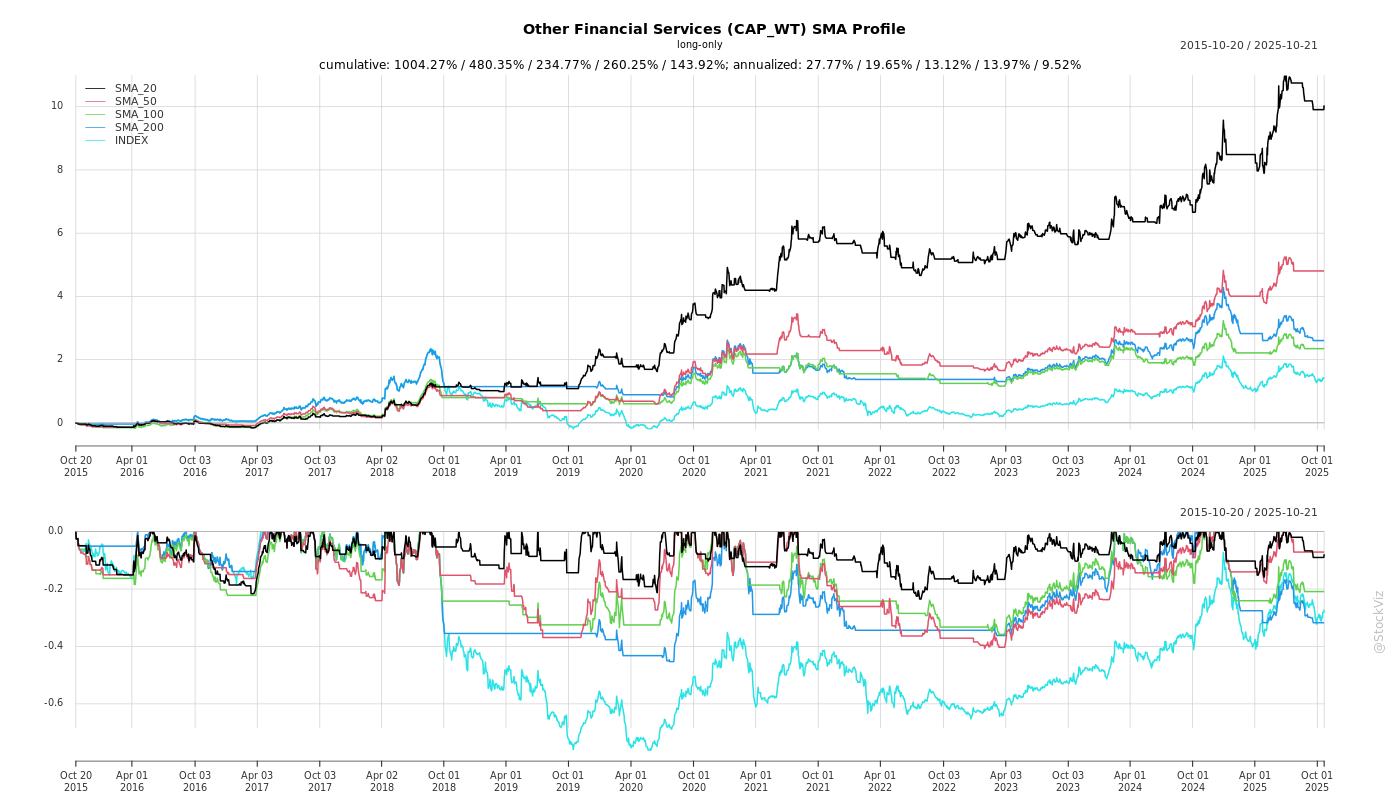 Other Financial Services (CAP_WT) SMA Profile
long-only
2015-10-20 / 2025-10-21
cumulative: 1004.27% / 480.35% / 234.77% / 260.25% / 143.92%; annualized: 27.77% / 19.65% / 13.12% / 13.97% / 9.52%
SMA_20
SMA_50
SMA_100
SMA_200
INDEX
10
8
6
4
2
0
Oct 20 Apr 01 Oct 03 Apr 03 Oct 03 Apr 02 Oct 01 Apr 01 Oct 01 Apr 01 Oct 01 Apr 01 Oct 01 Apr 01 Oct 03 Apr 03 Oct 03 Apr 01 Oct 01 Apr 01 Oct 01
2015 2016 2016 2017 2017 2018 2018 2019 2019 2020 2020 2021 2021 2022 2022 2023 2023 2024 2024 2025 2025
2015-10-20 / 2025-10-21
0.0
-0.2
-0.4
-0.6
Oct 20 Apr 01 Oct 03 Apr 03 Oct 03 Apr 02 Oct 01 Apr 01 Oct 01 Apr 01 Oct 01 Apr 01 Oct 01 Apr 01 Oct 03 Apr 03 Oct 03 Apr 01 Oct 01 Apr 01 Oct 01
2015 2016 2016 2017 2017 2018 2018 2019 2019 2020 2020 2021 2021 2022 2022 2023 2023 2024 2024 2025 2025
@StockViz